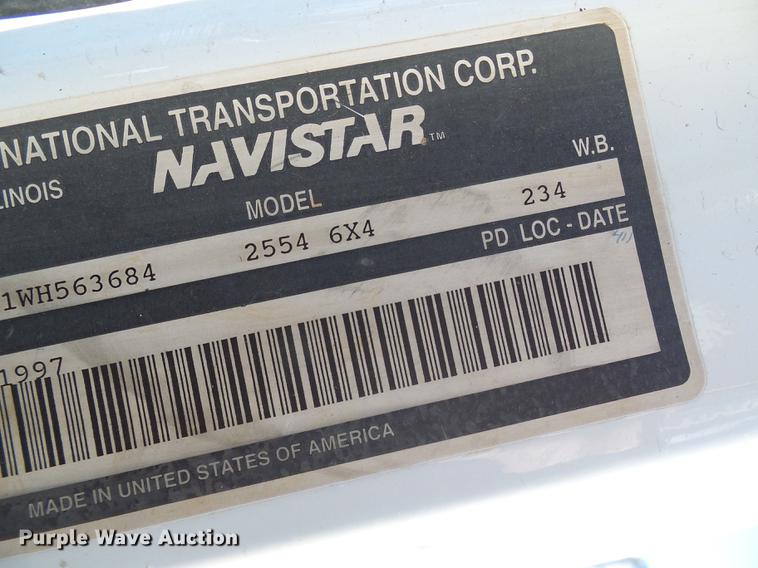 NATIONAL TRANSPORTATION CORP.
LINOIS NAVISTAR™
MODEL W.B.
1WH563684 2554 6X4 234
PD LOC - DATE
1997
MADE IN UNITED STATES OF AMERICA
Purple Wave Auction